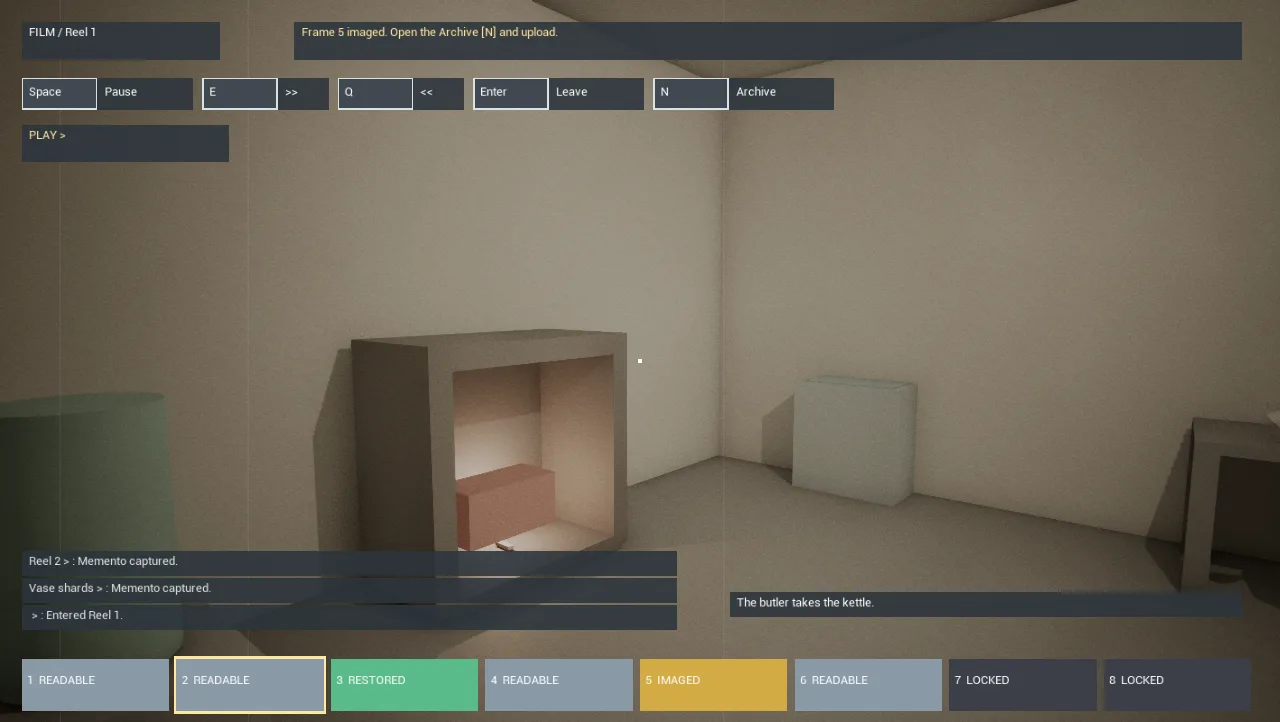 FILM / Reel 1
Frame 5 imaged. Open the Archive [N] and upload.
Space Pause E >> Q << Enter Leave N Archive
PLAY >
Reel 2 > : Memento captured.
Vase shards > : Memento captured.
> : Entered Reel 1.
The butler takes the kettle.
1 READABLE 2 READABLE 3 RESTORED 4 READABLE 5 IMAGED 6 READABLE 7 LOCKED 8 LOCKED